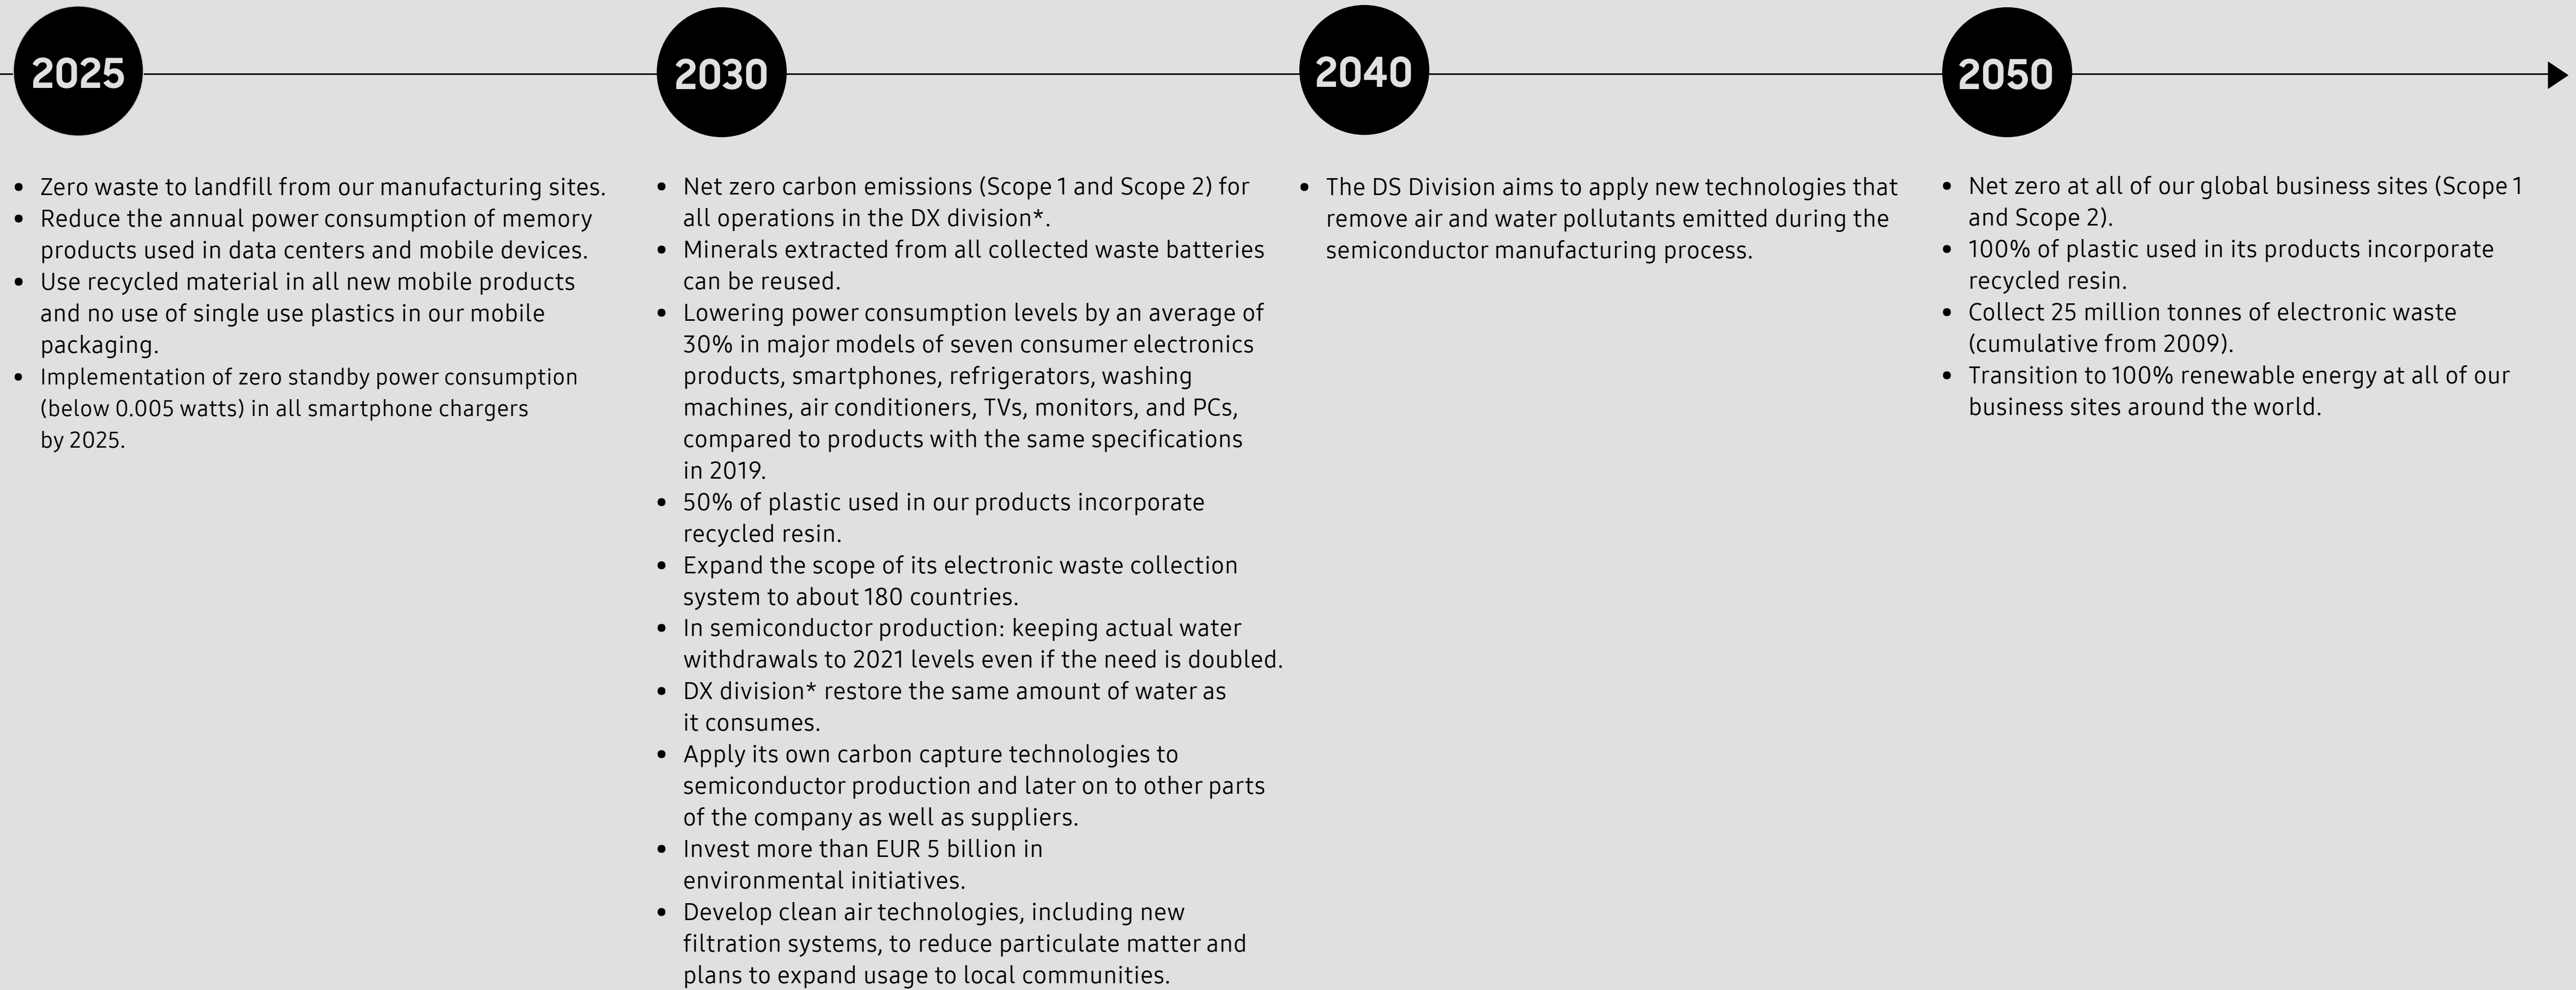 2025
• Zero waste to landfill from our manufacturing sites.
• Reduce the annual power consumption of memory
products used in data centers and mobile devices.
• Use recycled material in all new mobile products
and no use of single use plastics in our mobile
packaging.
• Implementation of zero standby power consumption
(below 0.005 watts) in all smartphone chargers
by 2025.
2030
• Net zero carbon emissions (Scope 1 and Scope 2) for
all operations in the DX division*.
• Minerals extracted from all collected waste batteries
can be reused.
• Lowering power consumption levels by an average of
30% in major models of seven consumer electronics
products, smartphones, refrigerators, washing
machines, air conditioners, TVs, monitors, and PCs,
compared to products with the same specifications
in 2019.
• 50% of plastic used in our products incorporate
recycled resin.
• Expand the scope of its electronic waste collection
system to about 180 countries.
• In semiconductor production: keeping actual water
withdrawals to 2021 levels even if the need is doubled.
• DX division* restore the same amount of water as
it consumes.
• Apply its own carbon capture technologies to
semiconductor production and later on to other parts
of the company as well as suppliers.
• Invest more than EUR 5 billion in
environmental initiatives.
• Develop clean air technologies, including new
filtration systems, to reduce particulate matter and
plans to expand usage to local communities.
2040
• The DS Division aims to apply new technologies that
remove air and water pollutants emitted during the
semiconductor manufacturing process.
2050
• Net zero at all of our global business sites (Scope 1
and Scope 2).
• 100% of plastic used in its products incorporate
recycled resin.
• Collect 25 million tonnes of electronic waste
(cumulative from 2009).
• Transition to 100% renewable energy at all of our
business sites around the world.